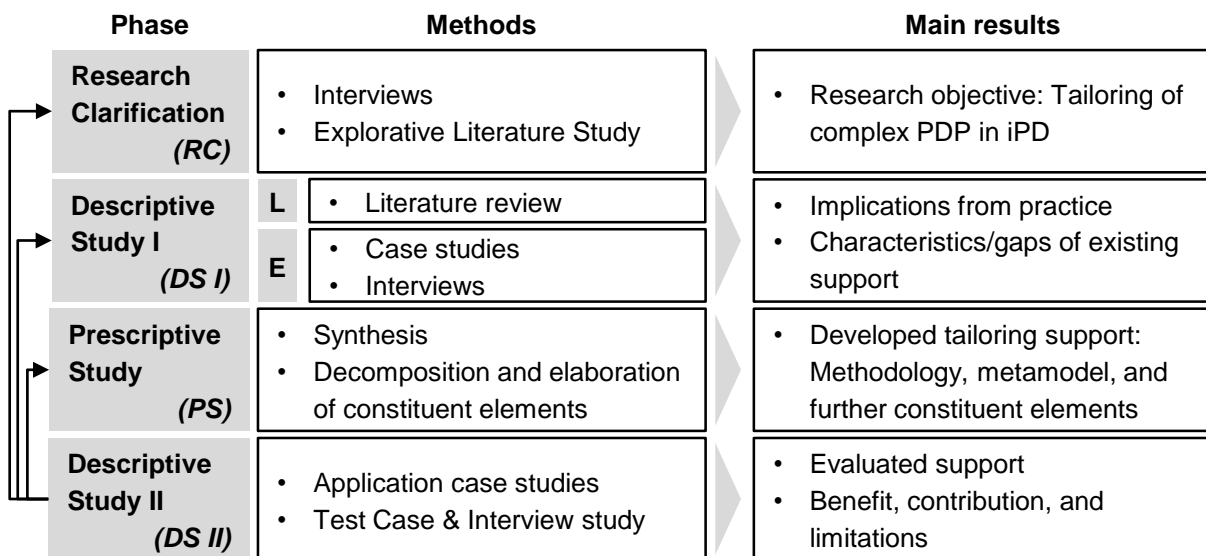 Phase
Methods
Main results
Research
Clarification
(RC)
• Interviews
• Explorative Literature Study
• Research objective: Tailoring of
complex PDP in iPD
Descriptive
Study I
(DS I)
L
• Literature review
E
• Case studies
• Interviews
• Implications from practice
• Characteristics/gaps of existing
support
Prescriptive
Study
(PS)
• Synthesis
• Decomposition and elaboration
of constituent elements
• Developed tailoring support:
Methodology, metamodel, and
further constituent elements
Descriptive
Study II
(DS II)
• Application case studies
• Test Case & Interview study
• Evaluated support
• Benefit, contribution, and
limitations